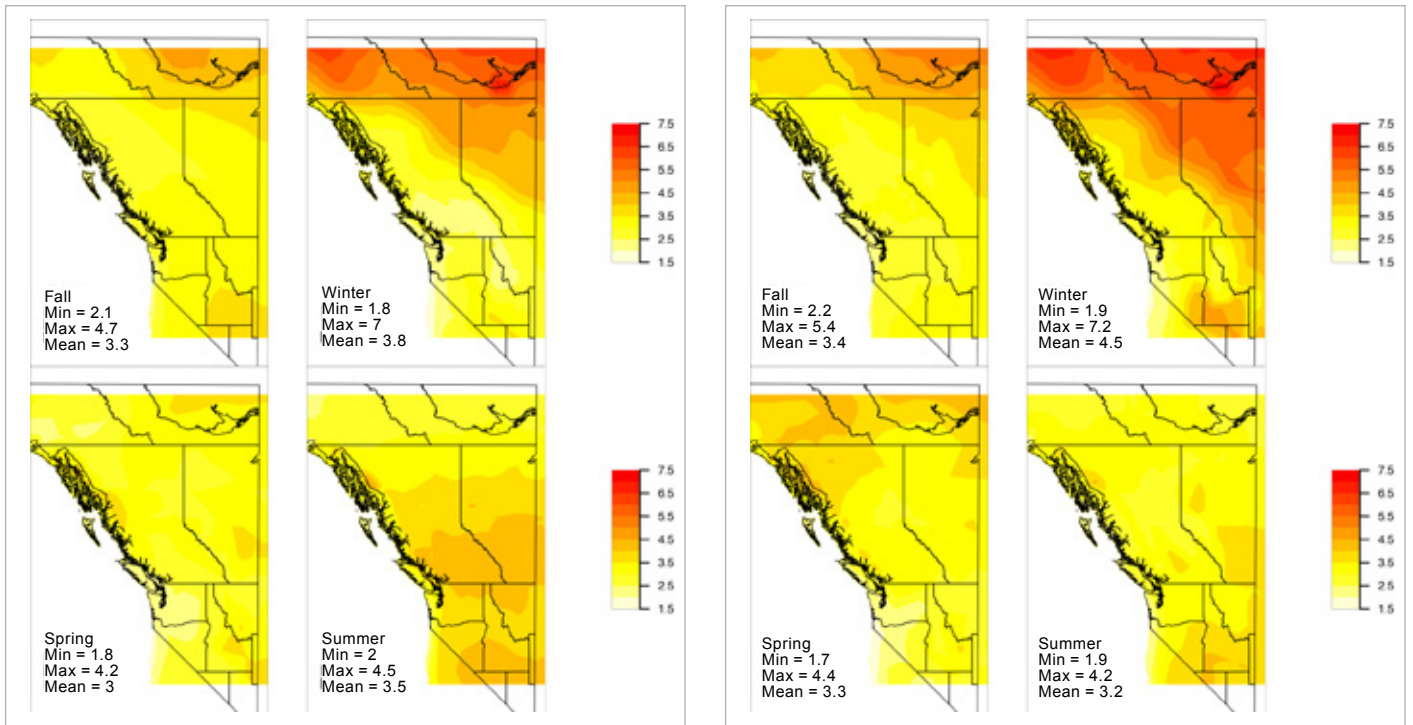 7.5
6.5
5.5
4.5
3.5
2.5
1.5
Fall
Min = 2.1
Max = 4.7
Mean = 3.3
Winter
Min = 1.8
Max = 7
Mean = 3.8
7.5
6.5
5.5
4.5
3.5
2.5
1.5
Spring
Min = 1.8
Max = 4.2
Mean = 3
Summer
Min = 2
Max = 4.5
Mean = 3.5
7.5
6.5
5.5
4.5
3.5
2.5
1.5
Fall
Min = 2.2
Max = 5.4
Mean = 3.4
Winter
Min = 1.9
Max = 7.2
Mean = 4.5
7.5
6.5
5.5
4.5
3.5
2.5
1.5
Spring
Min = 1.7
Max = 4.4
Mean = 3.3
Summer
Min = 1.9
Max = 4.2
Mean = 3.2